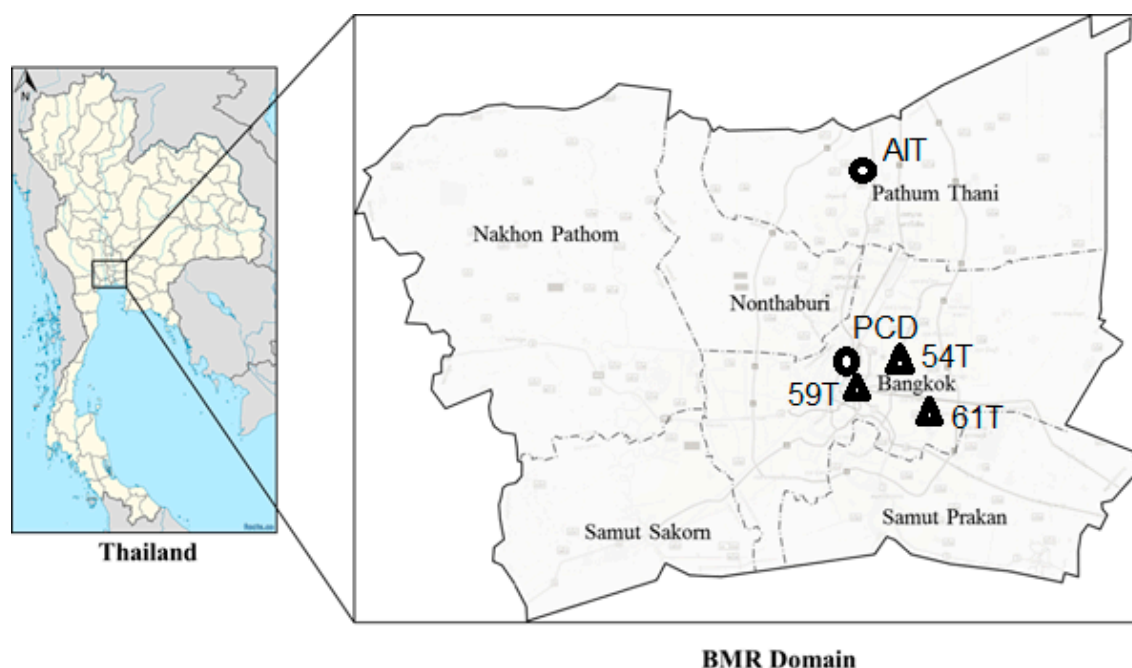 N
Thailand
AIT
Pathum Thani
Nakhon Pathom
Nonthaburi
PCD
54T
Bangkok
59T
61T
Samut Prakan
Samut Sakorn
BMR Domain